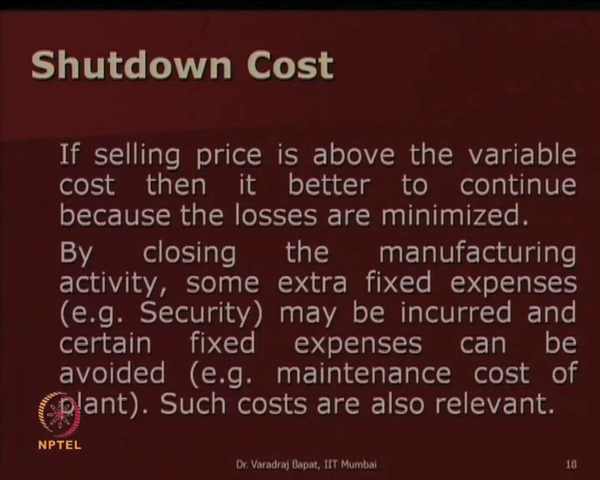 Shutdown Cost
If selling price is above the variable
cost then it better to continue
because the losses are minimized.
By closing the manufacturing
activity, some extra fixed expenses
(e.g. Security) may be incurred and
certain fixed expenses can be
avoided (e.g. maintenance cost of
plant). Such costs are also relevant.
NPTEL
Dr. Varadraj Bapat, IIT Mumbai
18